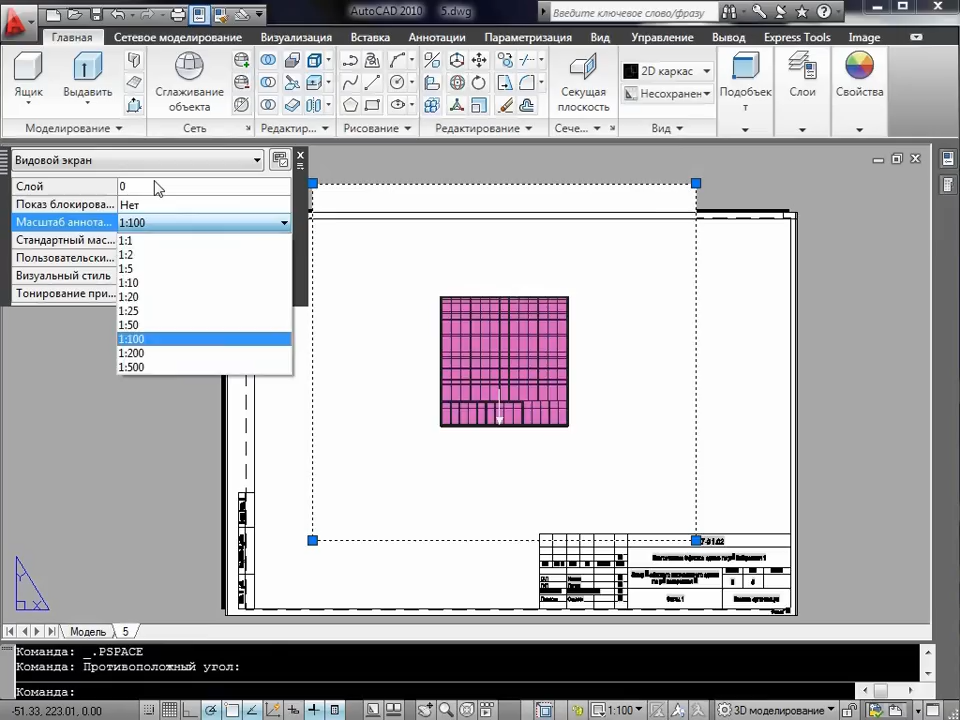 AutoCAD 2010 5.dwg
Введите ключевое слово/фразу
Главная Сетевое моделирование Визуализация Вставка Аннотации Параметризация Вид Управление Вывод Express Tools Image
Ящик Выдавить Сглаживание объекта Секущая плоскость 2D каркас Несохранен Подобъект Слои Свойства
Моделирование Сеть Редактир... Рисование Редактирование Сече... Вид
Видовой экран
Слой 0
Показ блокирова... Нет
Масштаб аннота... 1:100
Стандартный мас... 1:1
1:2
Пользовательски... 1:5
Визуальный стиль 1:10
Тонирование при... 1:20
1:25
1:50
1:100
1:200
1:500
Модель 5
Команда: _.PSPACE
Противоположный угол:
Команда:
-51.33, 223.01, 0.00 1:100 3D моделирование